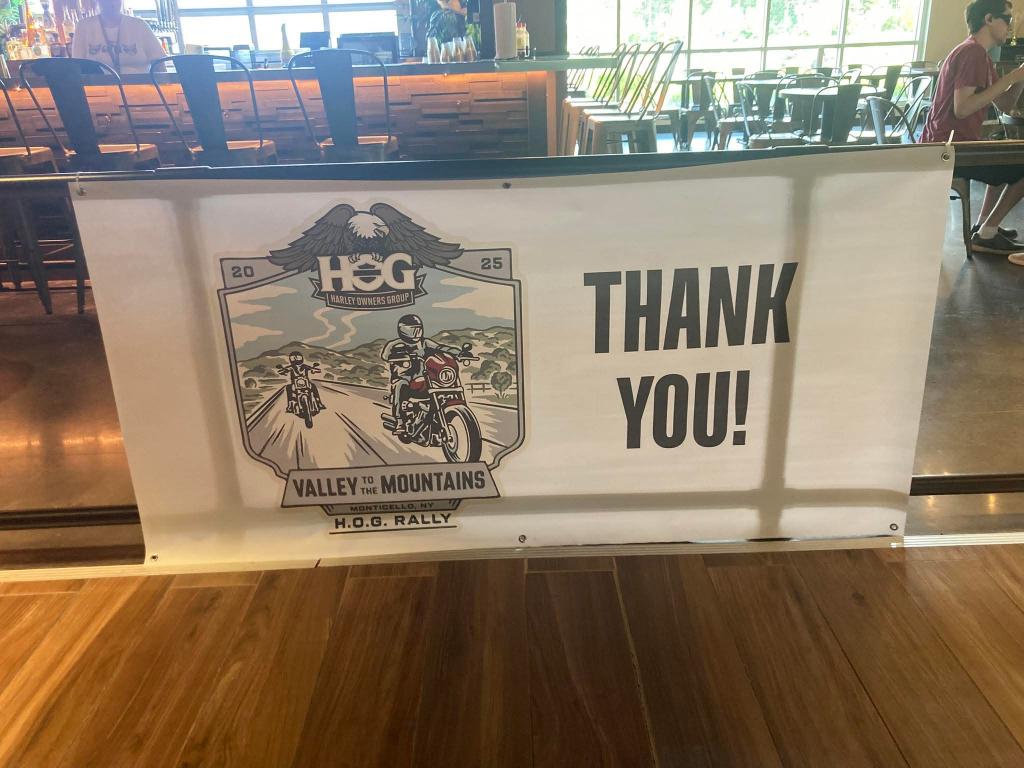 20 25
HOG
HARLEY OWNERS GROUP
VALLEY TO THE MOUNTAINS
MONTICELLO, NY
H.O.G. RALLY
THANK
YOU!